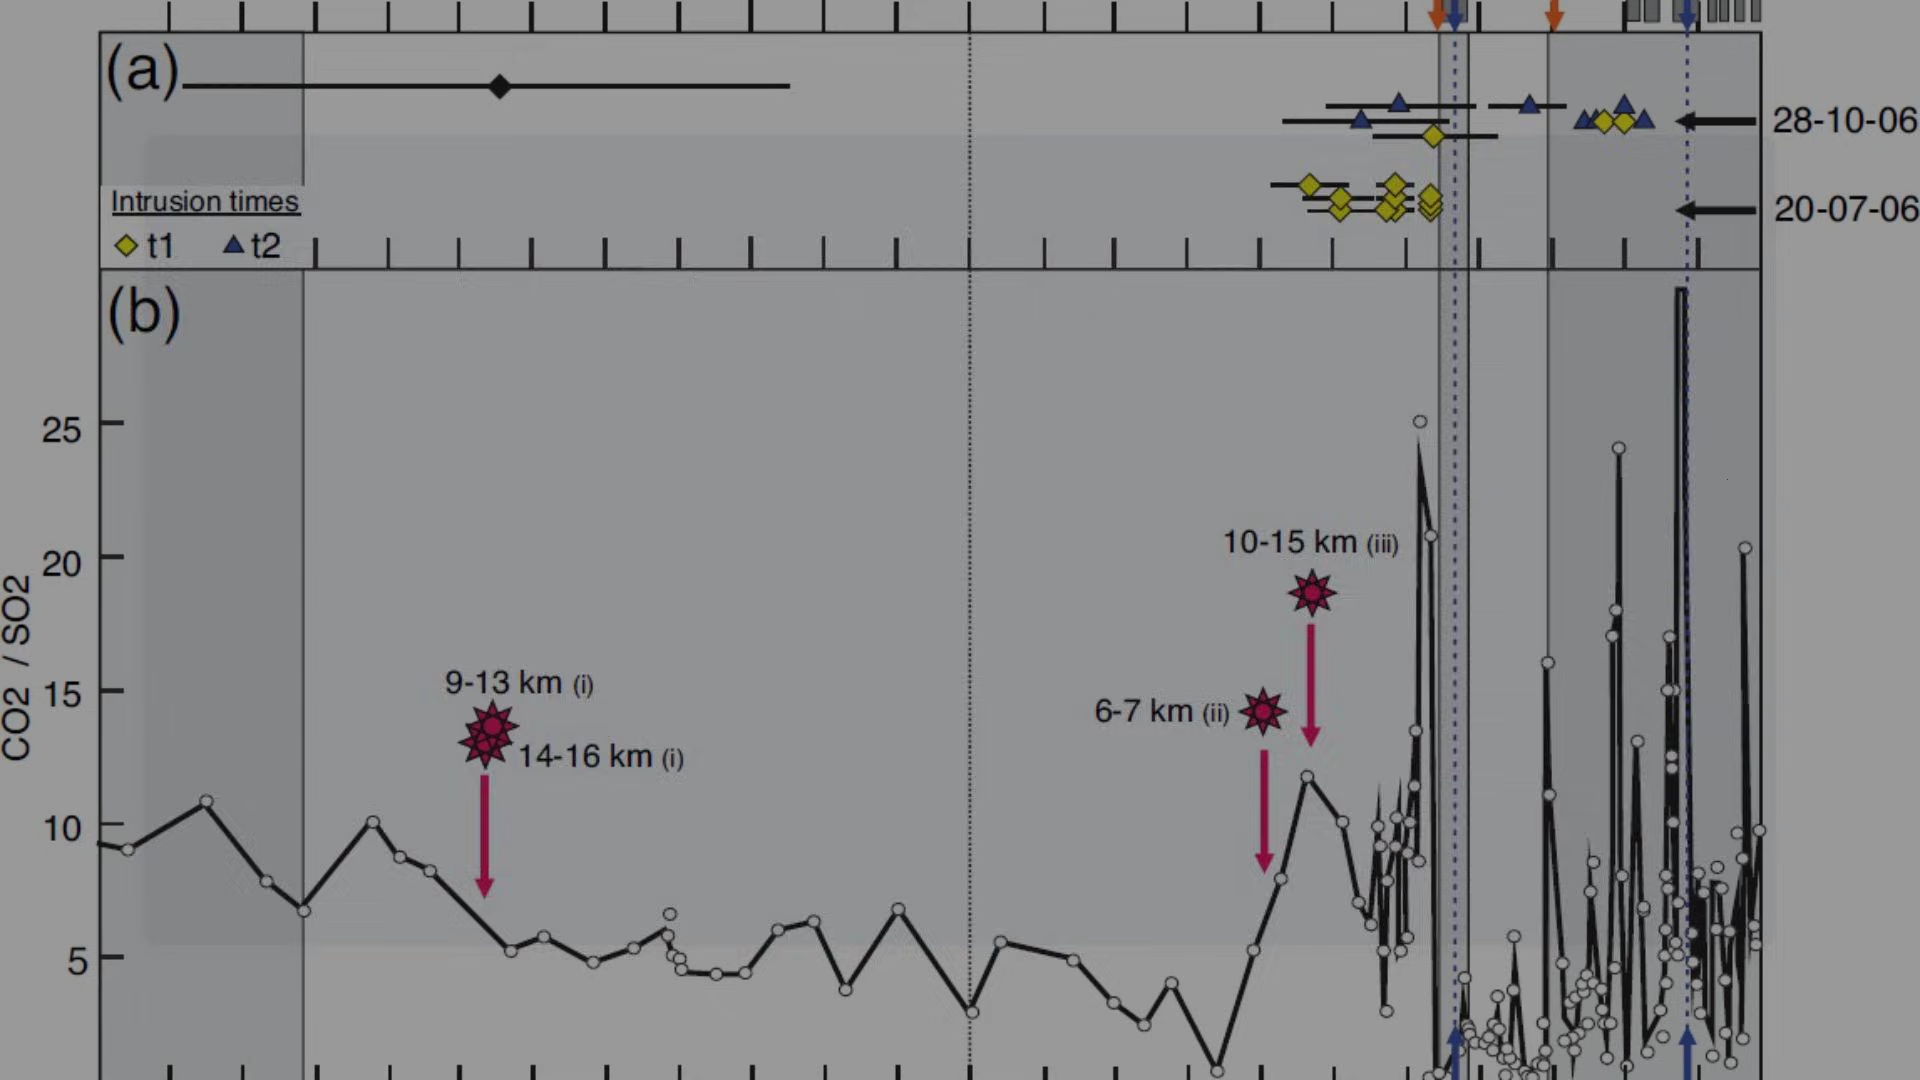 (a)
28-10-06
Intrusion times
20-07-06
t1 t2
(b)
25
20
10-15 km (iii)
CO2 / SO2
15
9-13 km (i)
6-7 km (ii)
14-16 km (i)
10
5